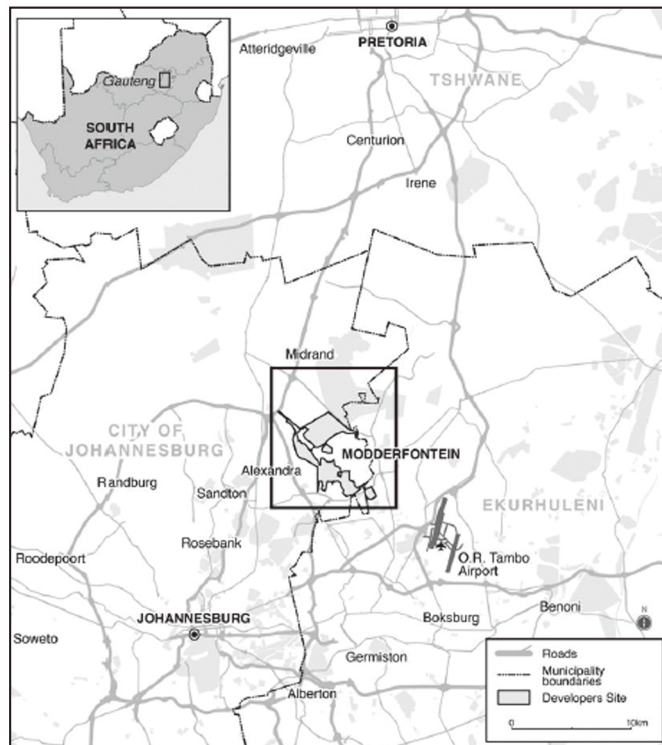 PRETORIA
Atteridgeville
TSHWANE
Gauteng
SOUTH
AFRICA
Centurion
Irene
Midrand
CITY OF
JOHANNESBURG
MODDERFONTEIN
Alexandra
Randburg
Sandton
EKURHULENI
Rosebank
Roodepoort
O.R. Tambo
Airport
JOHANNESBURG
Boksburg
Benoni
N
Soweto
Germiston
Alberton
Roads
Municipality
boundaries
Developers Site
0 10km